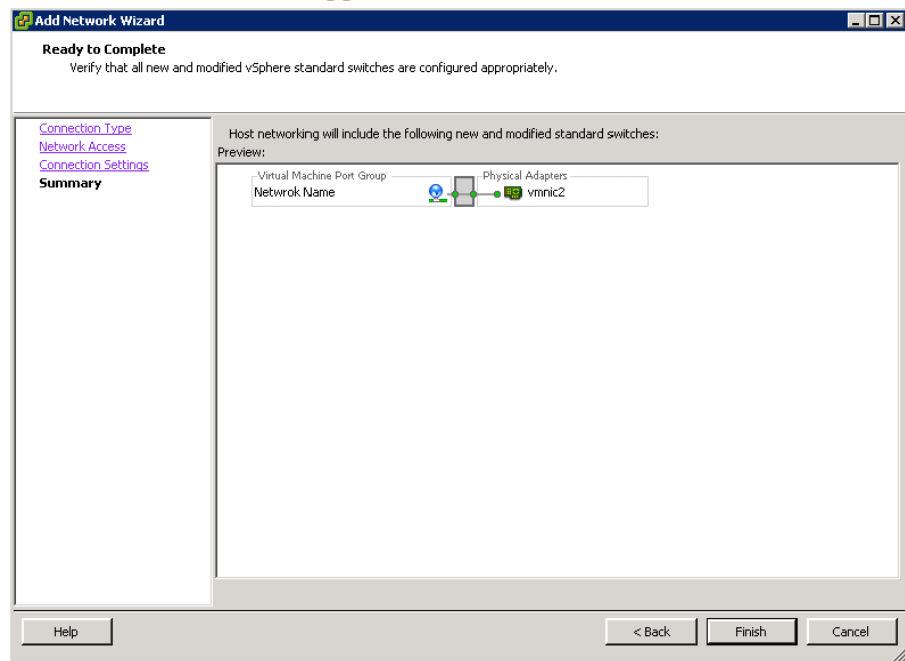 Add Network Wizard
Ready to Complete
Verify that all new and modified vSphere standard switches are configured appropriately.
Connection Type
Network Access
Connection Settings
Summary
Host networking will include the following new and modified standard switches:
Preview:
Virtual Machine Port Group
Physical Adapters
Netwrok Name
vmnic2
Help
< Back
Finish
Cancel